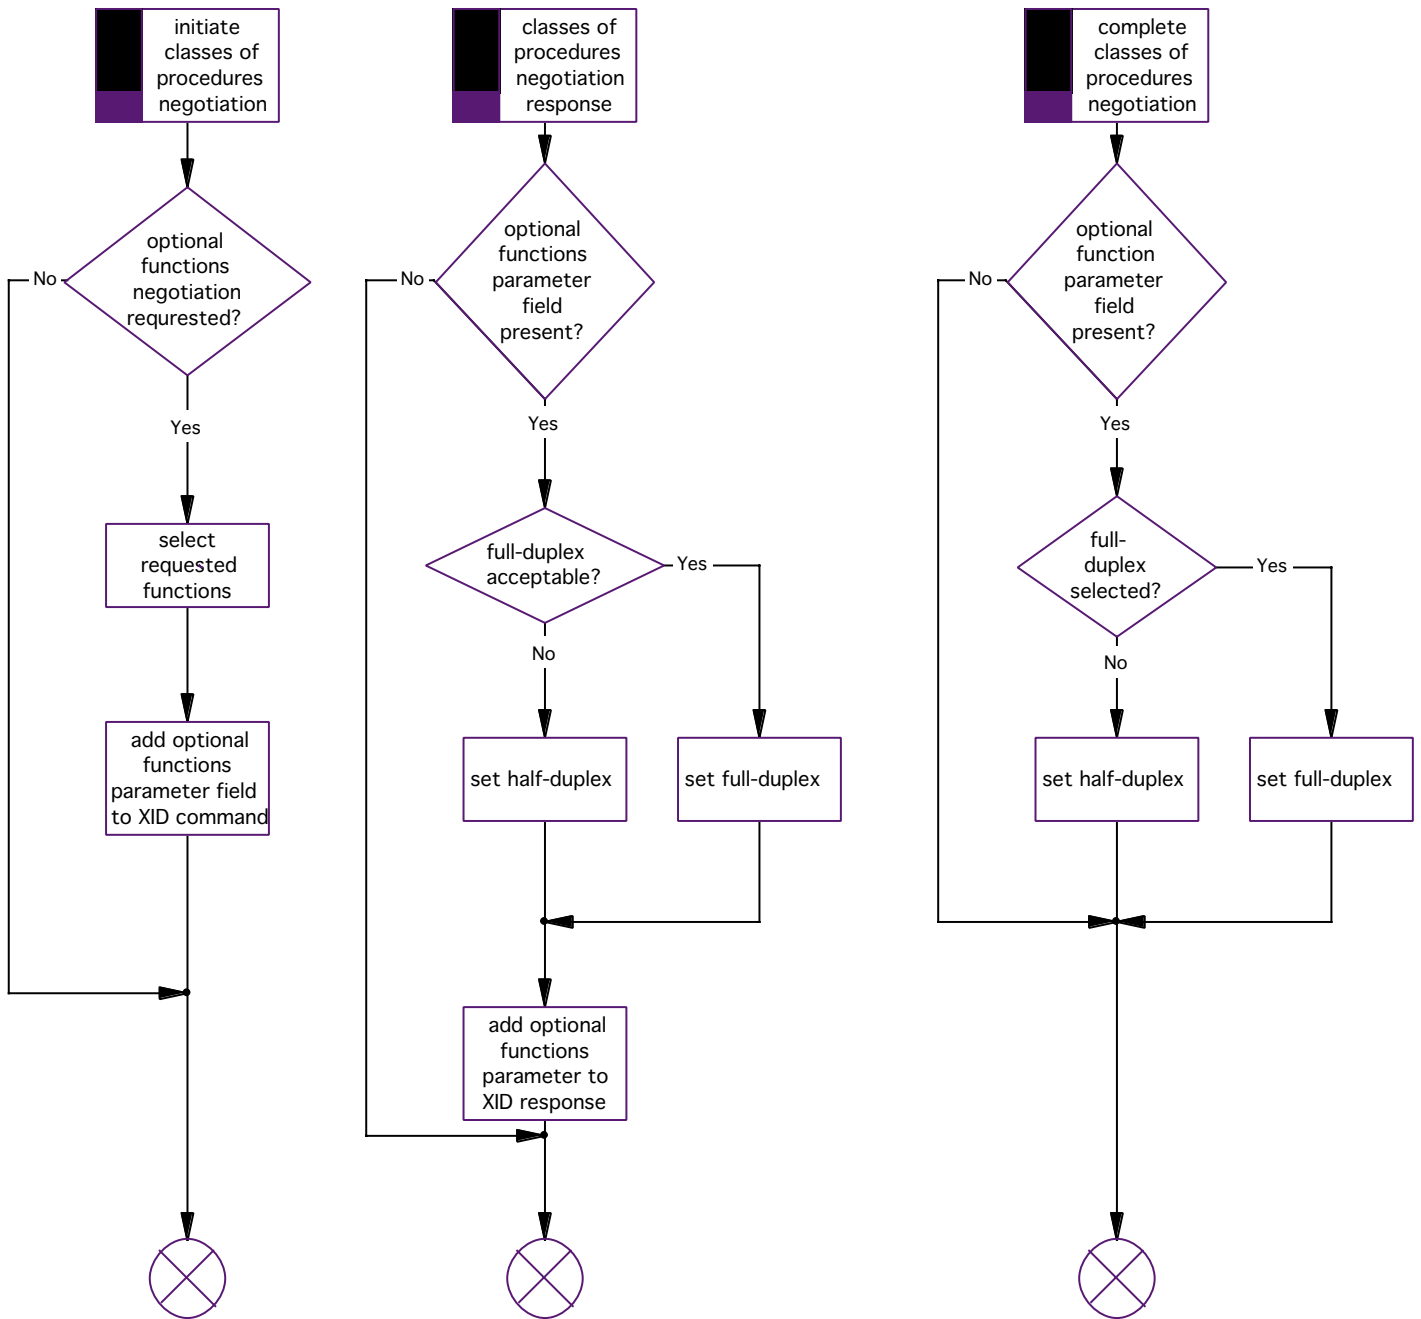 initiate
classes of
procedures
negotiation
optional
functions
negotiation
requrested?
No
Yes
select
requested
functions
add optional
functions
parameter field
to XID command
classes of
procedures
negotiation
response
optional
functions
parameter
field
present?
No
Yes
full-duplex
acceptable?
Yes
No
set half-duplex
set full-duplex
add optional
functions
parameter to
XID response
complete
classes of
procedures
negotiation
optional
function
parameter
field
present?
No
Yes
full-
duplex
selected?
Yes
No
set half-duplex
set full-duplex